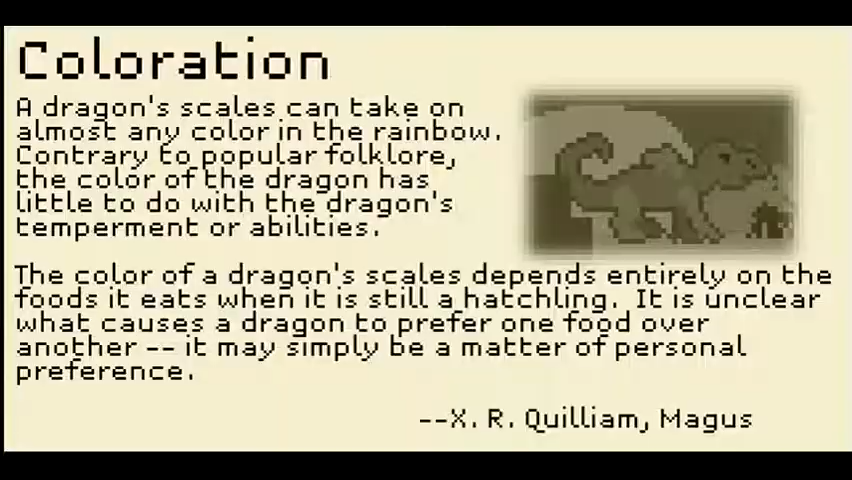 Coloration
A dragon's scales can take on
almost any color in the rainbow.
Contrary to popular folklore,
the color of the dragon has
little to do with the dragon's
temperment or abilities.
The color of a dragon's scales depends entirely on the
foods it eats when it is still a hatchling. It is unclear
what causes a dragon to prefer one food over
another -- it may simply be a matter of personal
preference.
--X. R. Quilliam, Magus